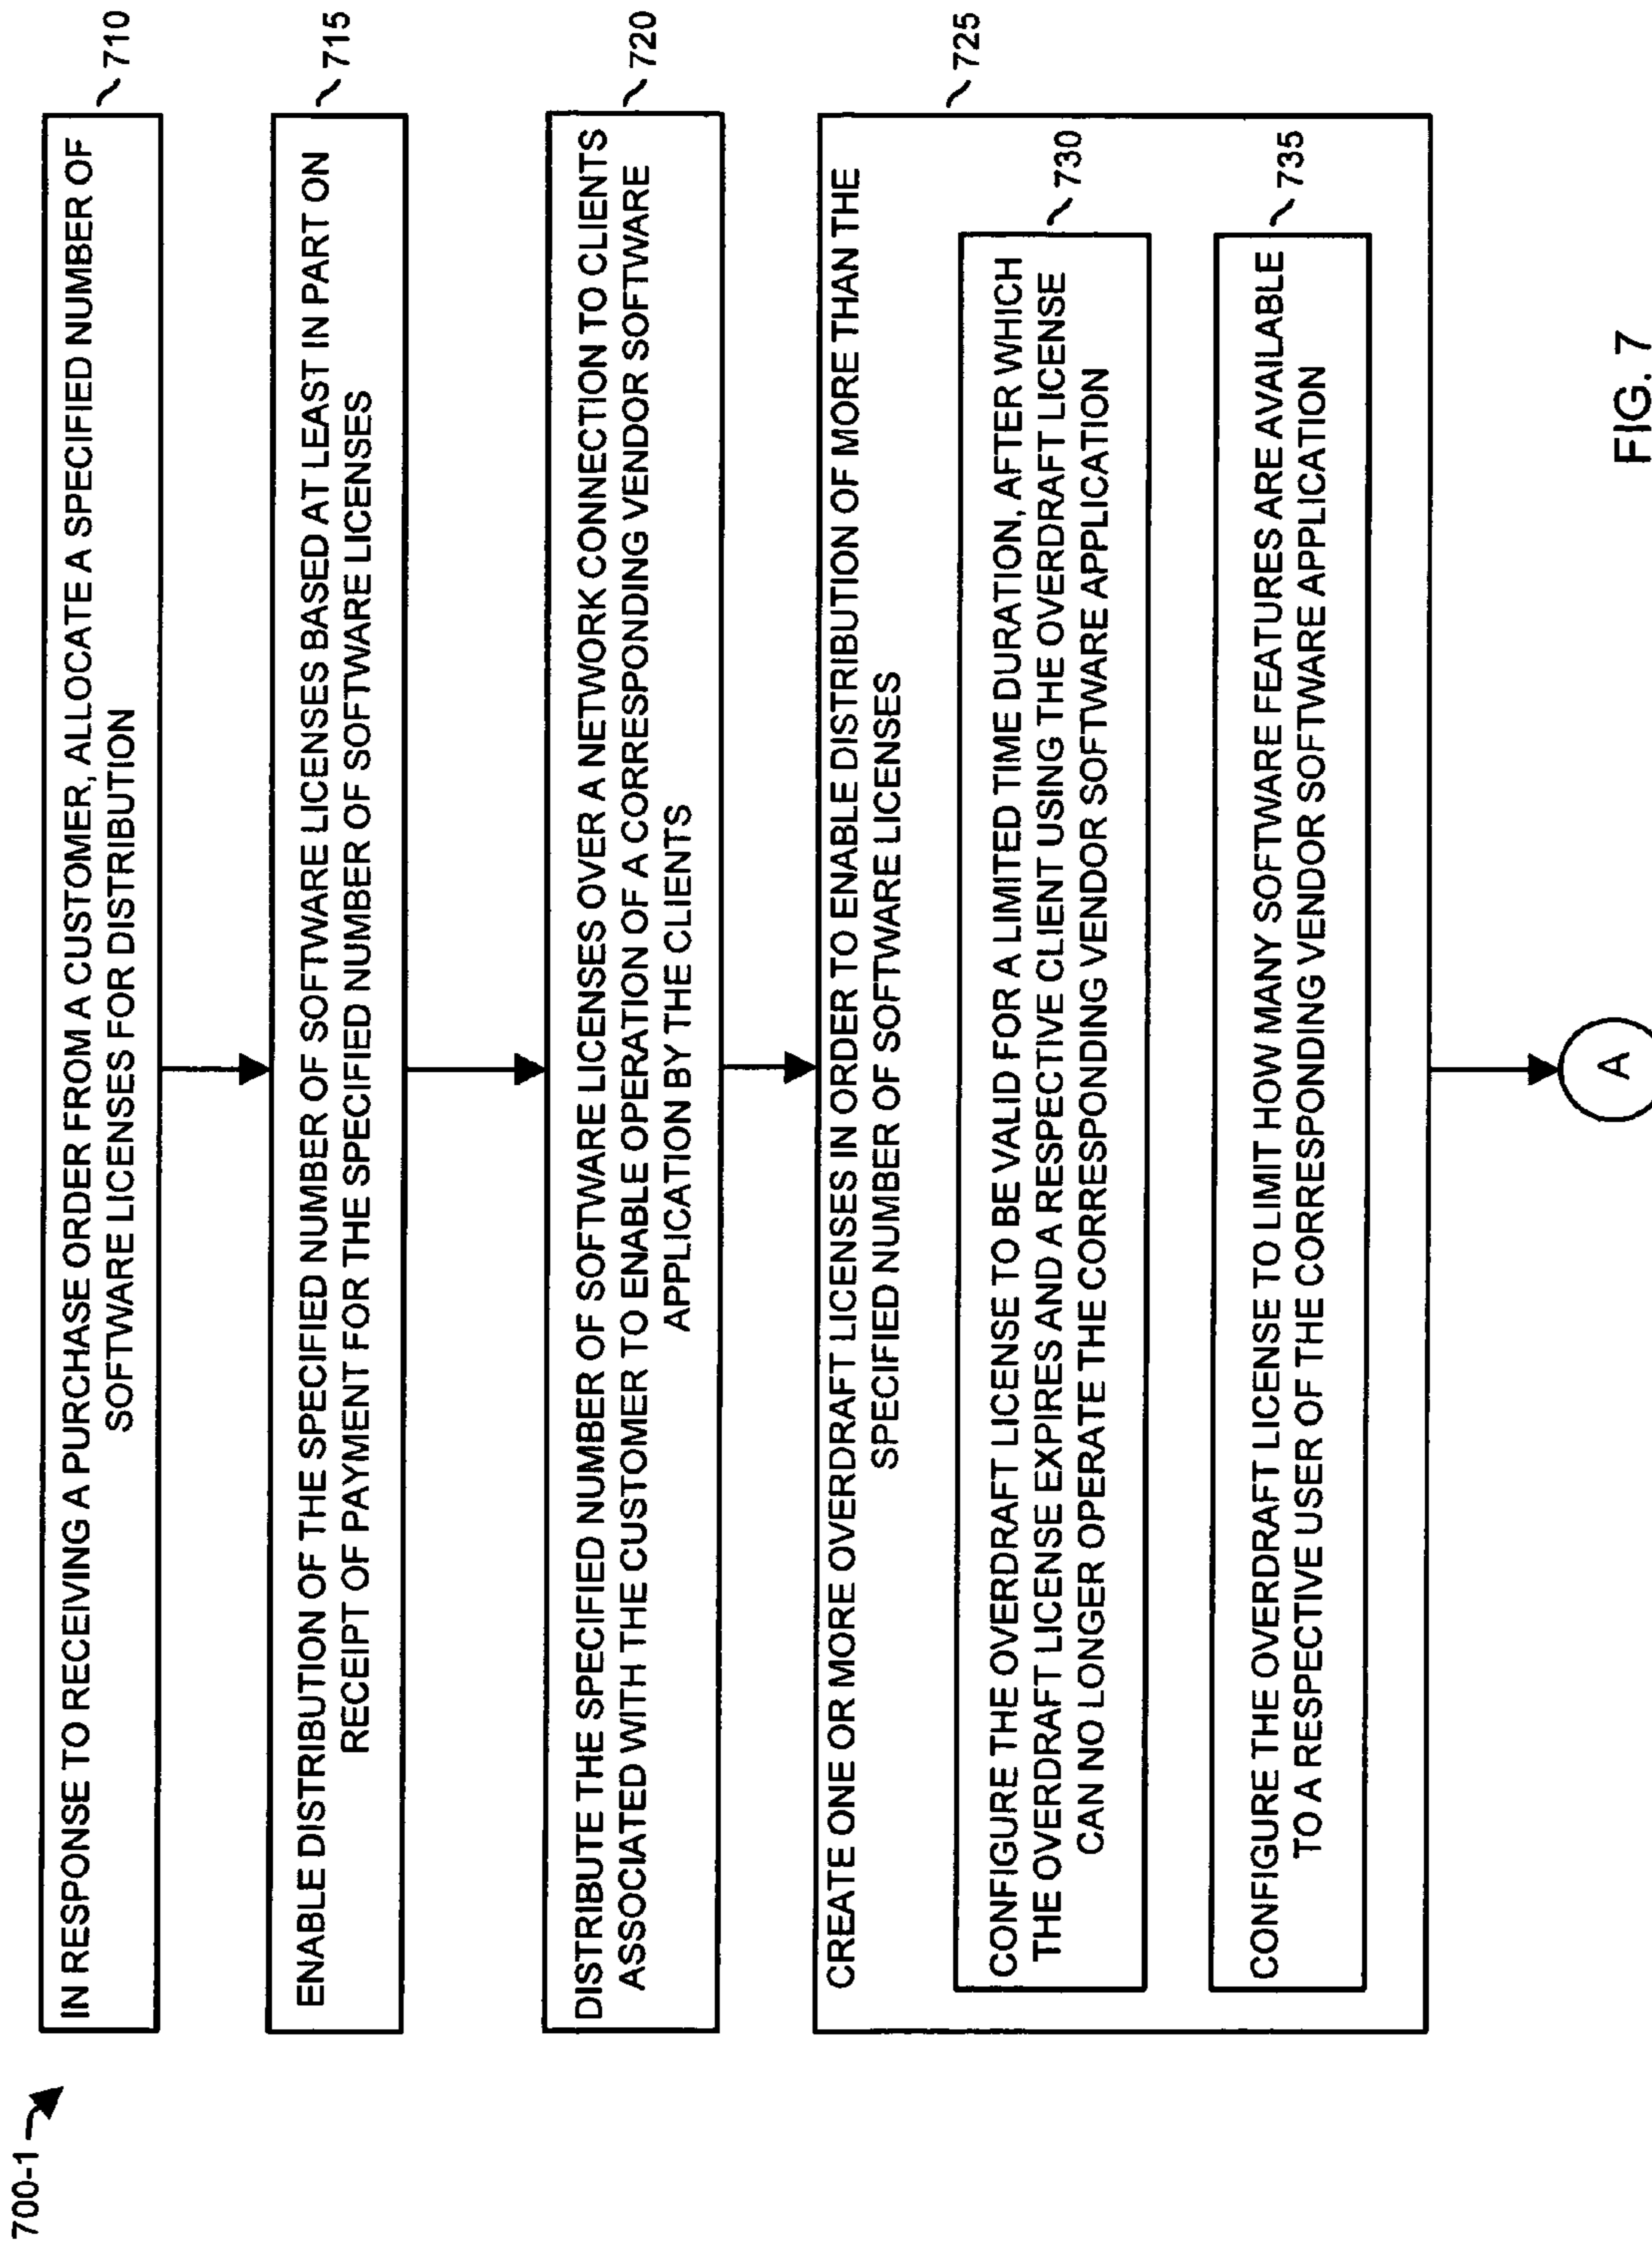 700-1
IN RESPONSE TO RECEIVING A PURCHASE ORDER FROM A CUSTOMER, ALLOCATE A SPECIFIED NUMBER OF
SOFTWARE LICENSES FOR DISTRIBUTION
710
ENABLE DISTRIBUTION OF THE SPECIFIED NUMBER OF SOFTWARE LICENSES BASED AT LEAST IN PART ON
RECEIPT OF PAYMENT FOR THE SPECIFIED NUMBER OF SOFTWARE LICENSES
715
DISTRIBUTE THE SPECIFIED NUMBER OF SOFTWARE LICENSES OVER A NETWORK CONNECTION TO CLIENTS
ASSOCIATED WITH THE CUSTOMER TO ENABLE OPERATION OF A CORRESPONDING VENDOR SOFTWARE
APPLICATION BY THE CLIENTS
720
CREATE ONE OR MORE OVERDRAFT LICENSES IN ORDER TO ENABLE DISTRIBUTION OF MORE THAN THE
SPECIFIED NUMBER OF SOFTWARE LICENSES
725
CONFIGURE THE OVERDRAFT LICENSE TO BE VALID FOR A LIMITED TIME DURATION, AFTER WHICH
THE OVERDRAFT LICENSE EXPIRES AND A RESPECTIVE CLIENT USING THE OVERDRAFT LICENSE
CAN NO LONGER OPERATE THE CORRESPONDING VENDOR SOFTWARE APPLICATION
730
CONFIGURE THE OVERDRAFT LICENSE TO LIMIT HOW MANY SOFTWARE FEATURES ARE AVAILABLE
TO A RESPECTIVE USER OF THE CORRESPONDING VENDOR SOFTWARE APPLICATION
735
A
FIG. 7